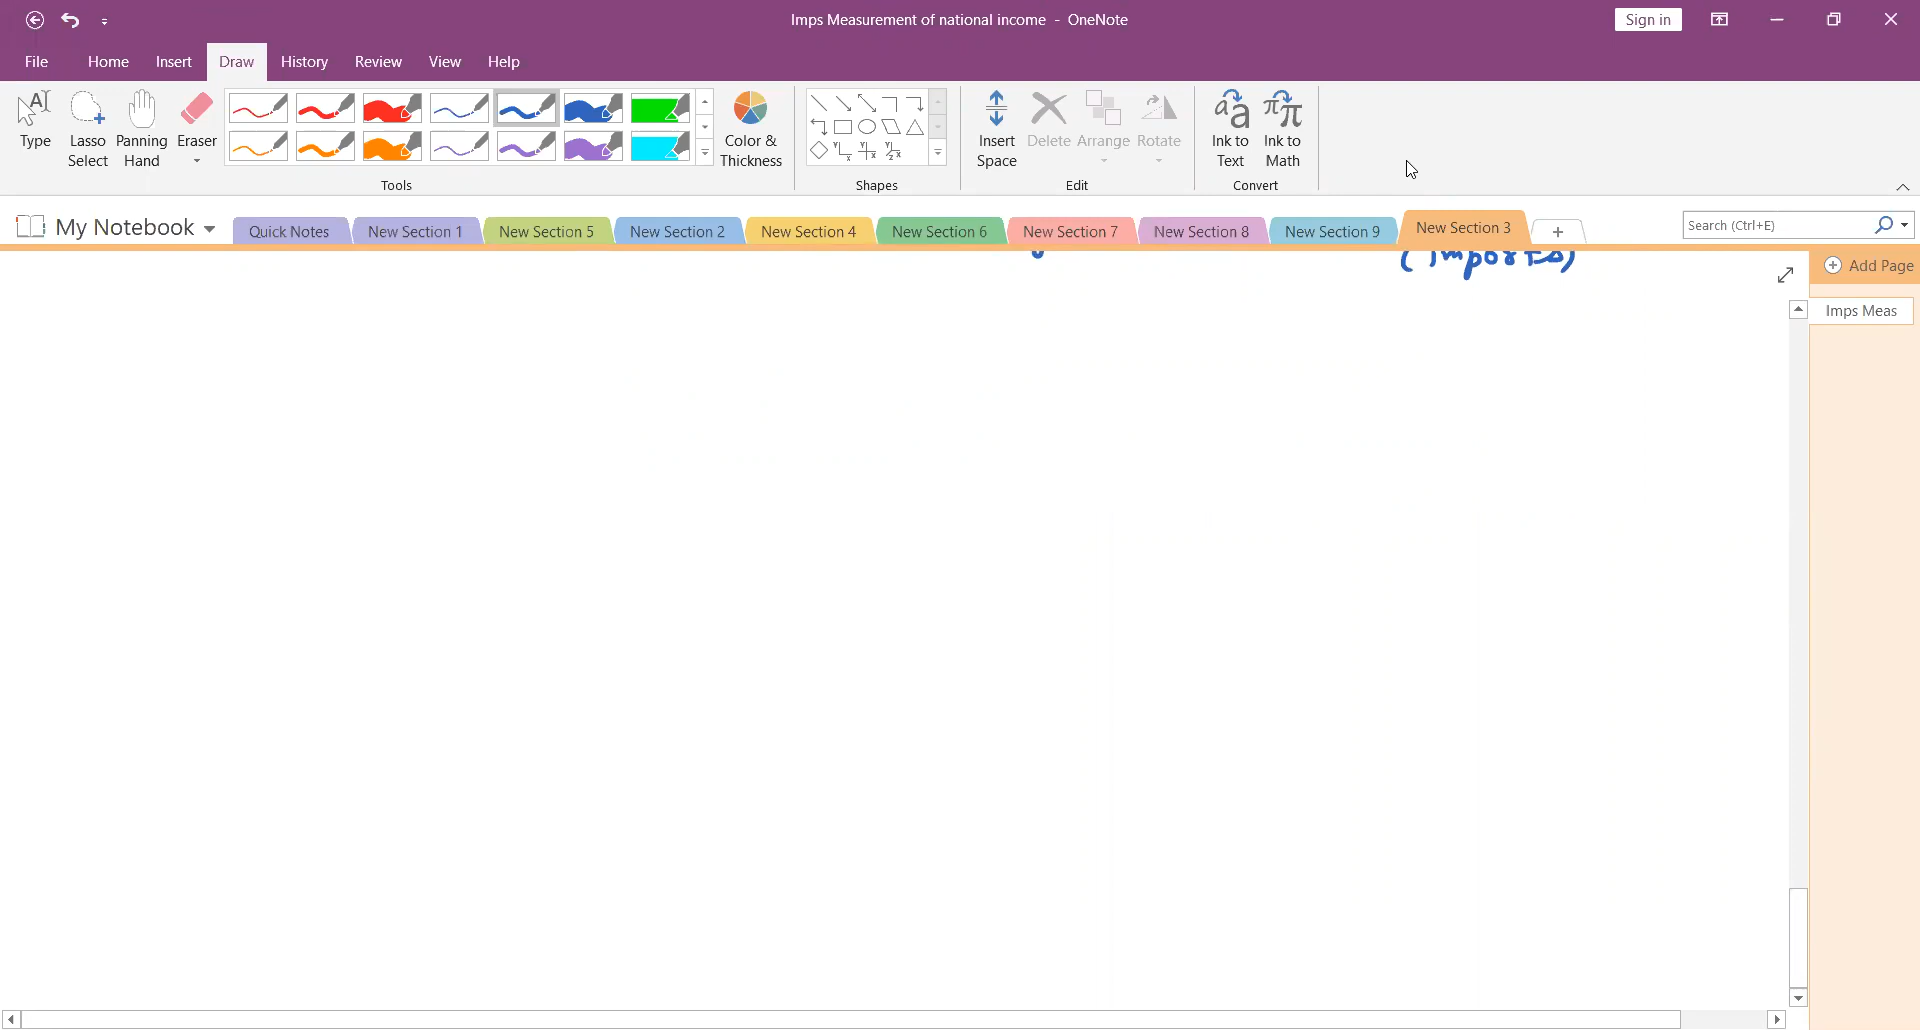 Imps Measurement of national income - OneNote
Sign in
File Home Insert Draw History Review View Help
Type
Lasso Select
Panning Hand
Eraser
Color & Thickness
Insert Space
Delete
Arrange
Rotate
Ink to Text
Ink to Math
Tools
Shapes
Edit
Convert
My Notebook
Quick Notes
New Section 1
New Section 5
New Section 2
New Section 4
New Section 6
New Section 7
New Section 8
New Section 9
New Section 3
Search (Ctrl+E)
(Imports)
Add Page
Imps Meas